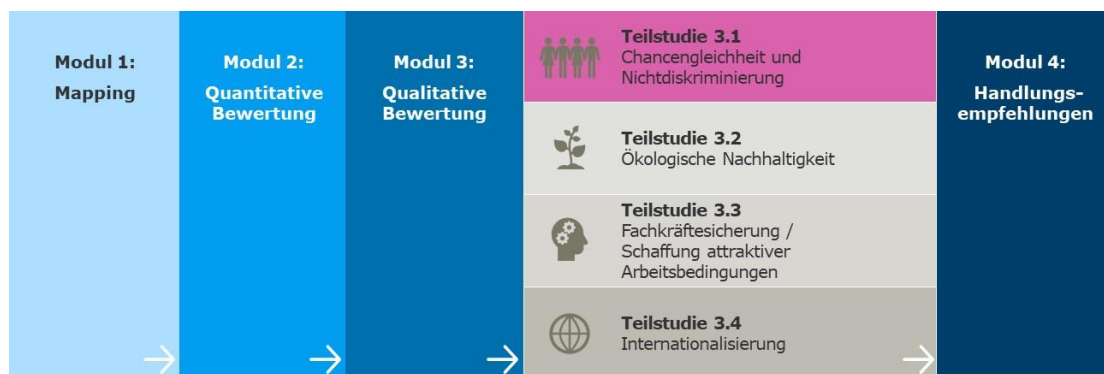 Modul 1:
Mapping
Modul 2:
Quantitative
Bewertung
Modul 3:
Qualitative
Bewertung
Teilstudie 3.1
Chancengleichheit und
Nichtdiskriminierung
Teilstudie 3.2
Ökologische Nachhaltigkeit
Teilstudie 3.3
Fachkräftesicherung /
Schaffung attraktiver
Arbeitsbedingungen
Teilstudie 3.4
Internationalisierung
Modul 4:
Handlungs-
empfehlungen